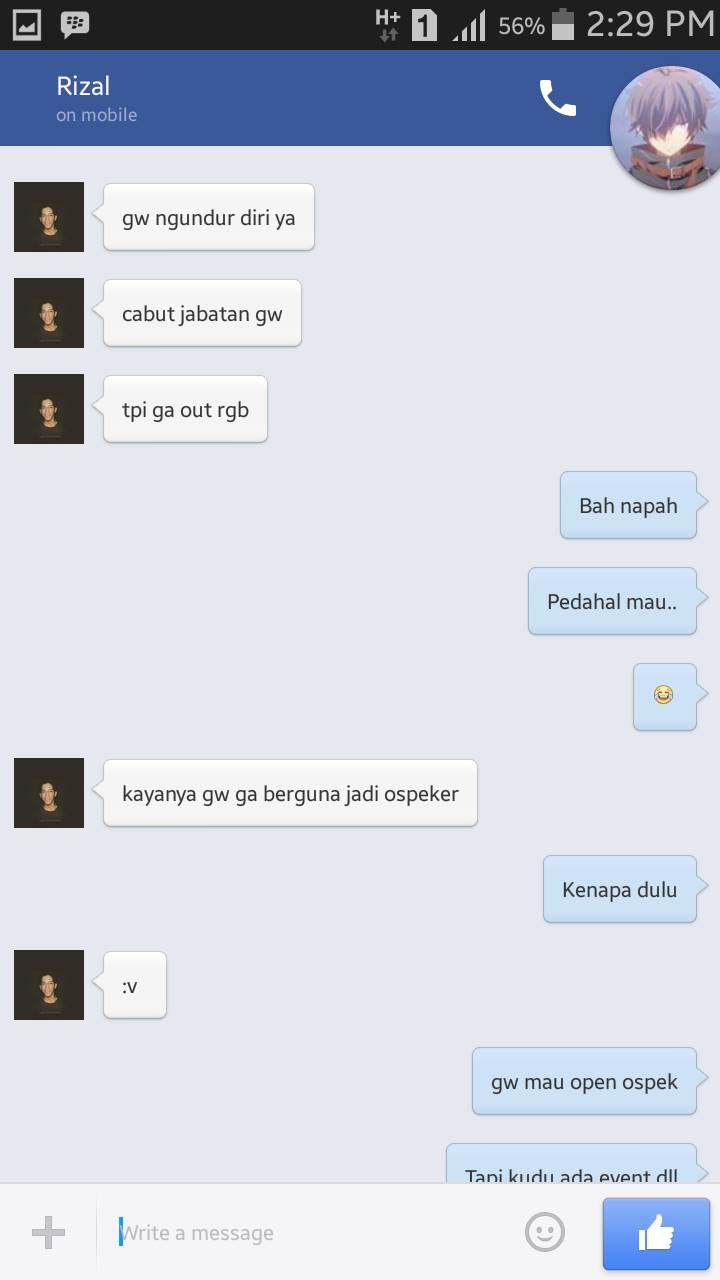 H+ 1 56% 2:29 PM
Rizal
on mobile
gw ngundur diri ya
cabut jabatan gw
tpi ga out rgb
Bah napah
Pedahal mau..
😂
kayanya gw ga berguna jadi ospeker
Kenapa dulu
:v
gw mau open ospek
Tapi kudu ada event dll
Write a message